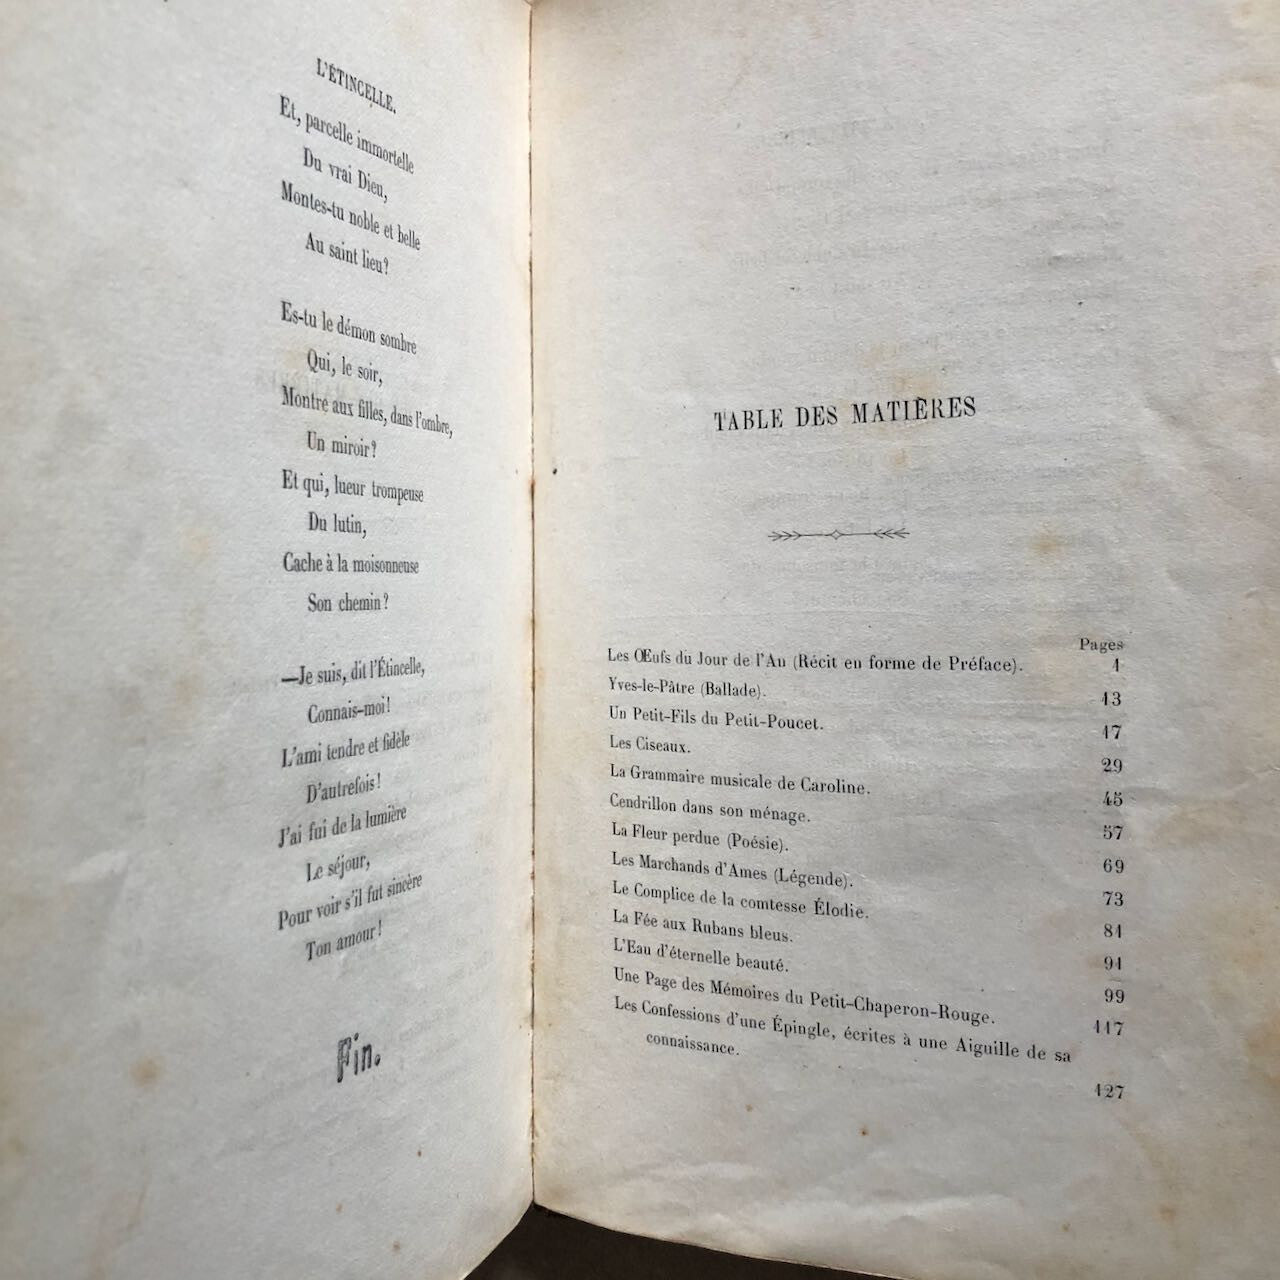 L'ÉTINCELLE.
Et, parcelle immortelle
Du vrai Dieu,
Montes-tu noble et belle
Au saint lieu?
Es-tu le démon sombre
Qui, le soir,
Montre aux filles, dans l'ombre,
Un miroir?
Et qui, lueur trompeuse
Du lutin,
Cache à la moisonneuse
Son chemin?
—Je suis, dit l'Étincelle,
Connais-moi!
L'ami tendre et fidèle
D'autrefois!
J'ai fui de la lumière
Le séjour,
Pour voir s'il fut sincère
Ton amour!
Fin.
TABLE DES MATIÈRES
Pages
Les Œufs du Jour de l'An (Récit en forme de Préface). 1
Yves-le-Pâtre (Ballade). 13
Un Petit-Fils du Petit-Poucet. 17
Les Ciseaux. 29
La Grammaire musicale de Caroline. 45
Cendrillon dans son ménage. 57
La Fleur perdue (Poésie). 69
Les Marchands d'Ames (Légende). 73
Le Complice de la comtesse Élodie. 81
La Fée aux Rubans bleus. 91
L'Eau d'éternelle beauté. 99
Une Page des Mémoires du Petit-Chaperon-Rouge. 117
Les Confessions d'une Épingle, écrites à une Aiguille de sa
connaissance. 127